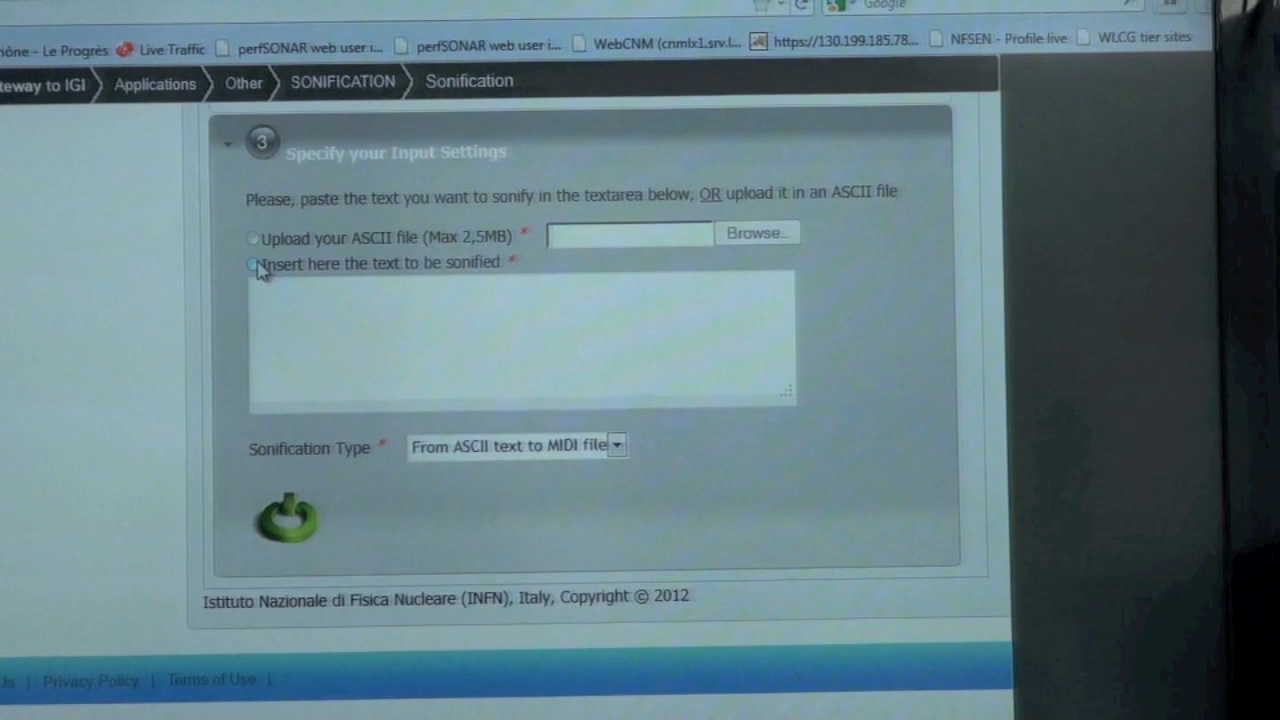 Google
hône - Le Progrès Live Traffic perfSONAR web user i... perfSONAR web user i... WebCNM (cnmlx1.srv.l... https://130.199.185.78... NFSEN - Profile live WLCG tier sites
teway to IGI Applications Other SONIFICATION Sonification
3 Specify your Input Settings
Please, paste the text you want to sonify in the textarea below, OR upload it in an ASCII file
Upload your ASCII file (Max 2,5MB) * Browse...
Insert here the text to be sonified *
Sonification Type * From ASCII text to MIDI file
Istituto Nazionale di Fisica Nucleare (INFN), Italy, Copyright © 2012
Us | Privacy Policy | Terms of Use |